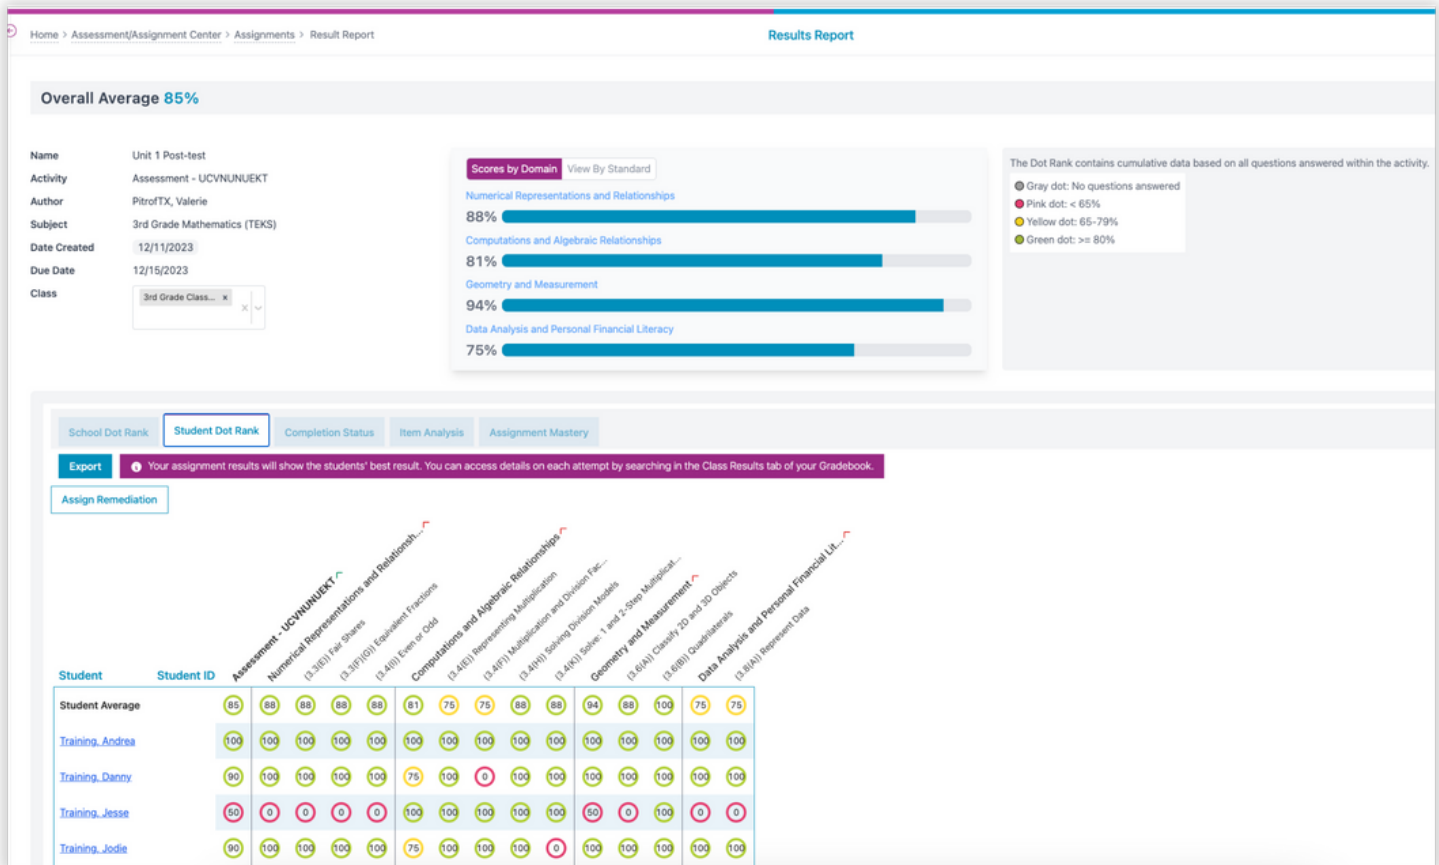 Home > Assessment/Assignment Center > Assignments > Result Report
Results Report
Overall Average 85%
Name Unit 1 Post-test
Activity Assessment - UCVNUNUEKT
Author PitrofTX, Valerie
Subject 3rd Grade Mathematics (TEKS)
Date Created 12/11/2023
Due Date 12/15/2023
Class 3rd Grade Class... x
Scores by Domain View By Standard
Numerical Representations and Relationships
88%
Computations and Algebraic Relationships
81%
Geometry and Measurement
94%
Data Analysis and Personal Financial Literacy
75%
The Dot Rank contains cumulative data based on all questions answered within the activity.
Gray dot: No questions answered
Pink dot: < 65%
Yellow dot: 65-79%
Green dot: >= 80%
School Dot Rank Student Dot Rank Completion Status Item Analysis Assignment Mastery
Export Your assignment results will show the students' best result. You can access details on each attempt by searching in the Class Results tab of your Gradebook.
Assign Remediation
Student Student ID
Assessment - UCVNUNUEKT
Numerical Representations and Relationsh...
(3.3(E)) Fair Shares
(3.3(F)(G)) Equivalent Fractions
(3.4(I)) Even or Odd
Computations and Algebraic Relationships
(3.4(E)) Representing Multiplication
(3.4(F)) Multiplication and Division Fac...
(3.4(H)) Solving Division Models
(3.4(K)) Solve: 1 and 2-Step Multiplicat...
Geometry and Measurement
(3.6(A)) Classify 2D and 3D Objects
(3.6(B)) Quadrilaterals
Data Analysis and Personal Financial Lit...
(3.8(A)) Represent Data
Student Average 85 88 88 88 88 81 75 75 88 88 94 88 100 75 75
Training, Andrea 100 100 100 100 100 100 100 100 100 100 100 100 100 100 100
Training, Danny 90 100 100 100 100 75 100 0 100 100 100 100 100 100 100
Training, Jesse 50 0 0 0 0 100 100 100 100 100 50 0 100 0 0
Training, Jodie 90 100 100 100 100 75 100 100 100 0 100 100 100 100 100